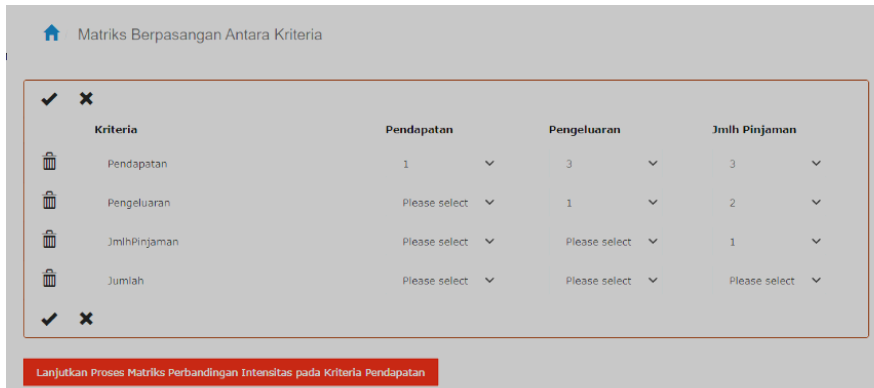 Matriks Berpasangan Antara Kriteria
Kriteria Pendapatan Pengeluaran Jmlh Pinjaman
Pendapatan 1 3 3
Pengeluaran Please select 1 2
JmlhPinjaman Please select Please select 1
Jumlah Please select Please select Please select
Lanjutkan Proses Matriks Perbandingan Intensitas pada Kriteria Pendapatan